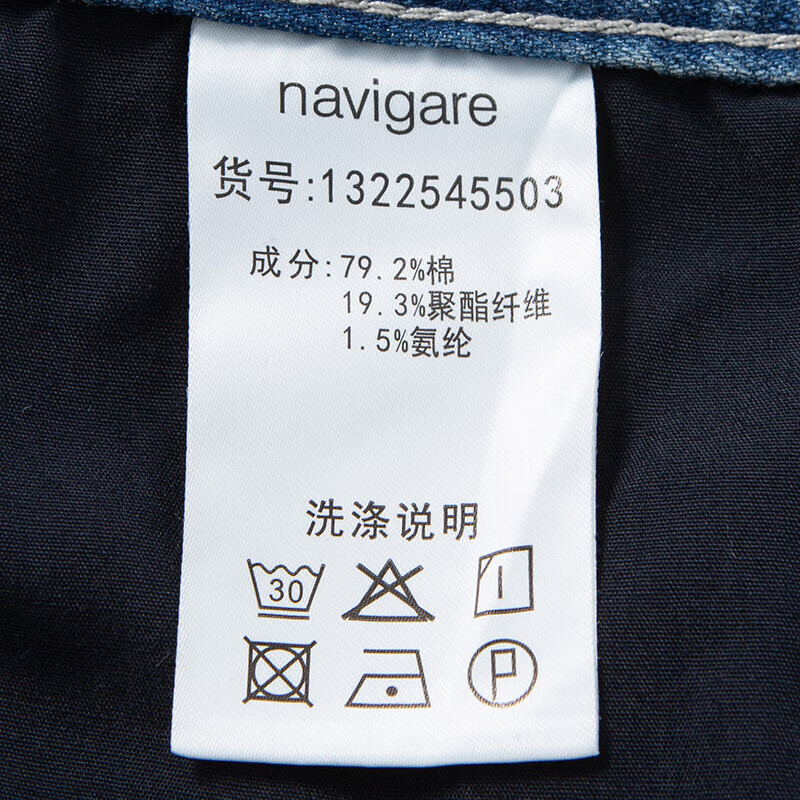 navigare
货号:1322545503
成分:79.2%棉
19.3%聚酯纤维
1.5%氨纶
洗涤说明
30
P